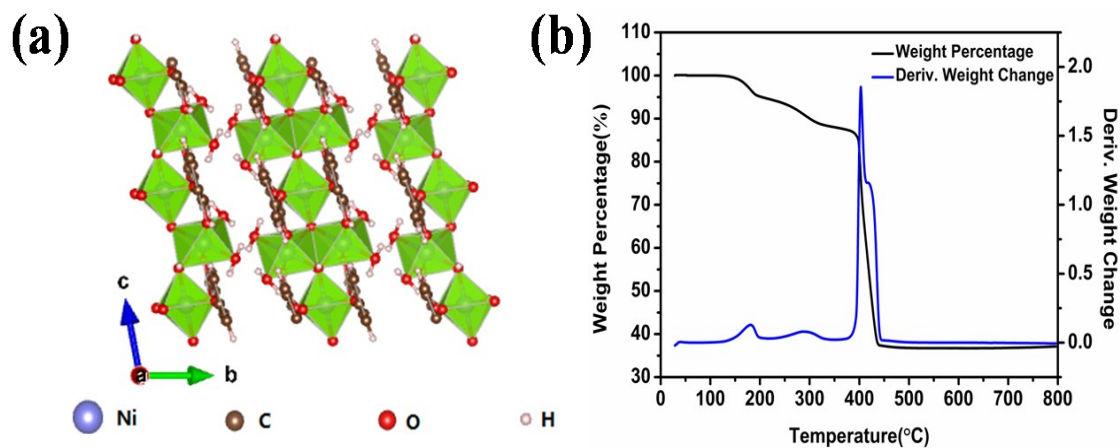 (a)
c
a
b
Ni
C
O
H
(b)
Weight Percentage
Deriv. Weight Change
Weight Percentage(%)
110
100
90
80
70
60
50
40
30
2.0
1.5
1.0
0.5
0.0
Deriv. Weight Change
0 100 200 300 400 500 600 700 800
Temperature(°C)